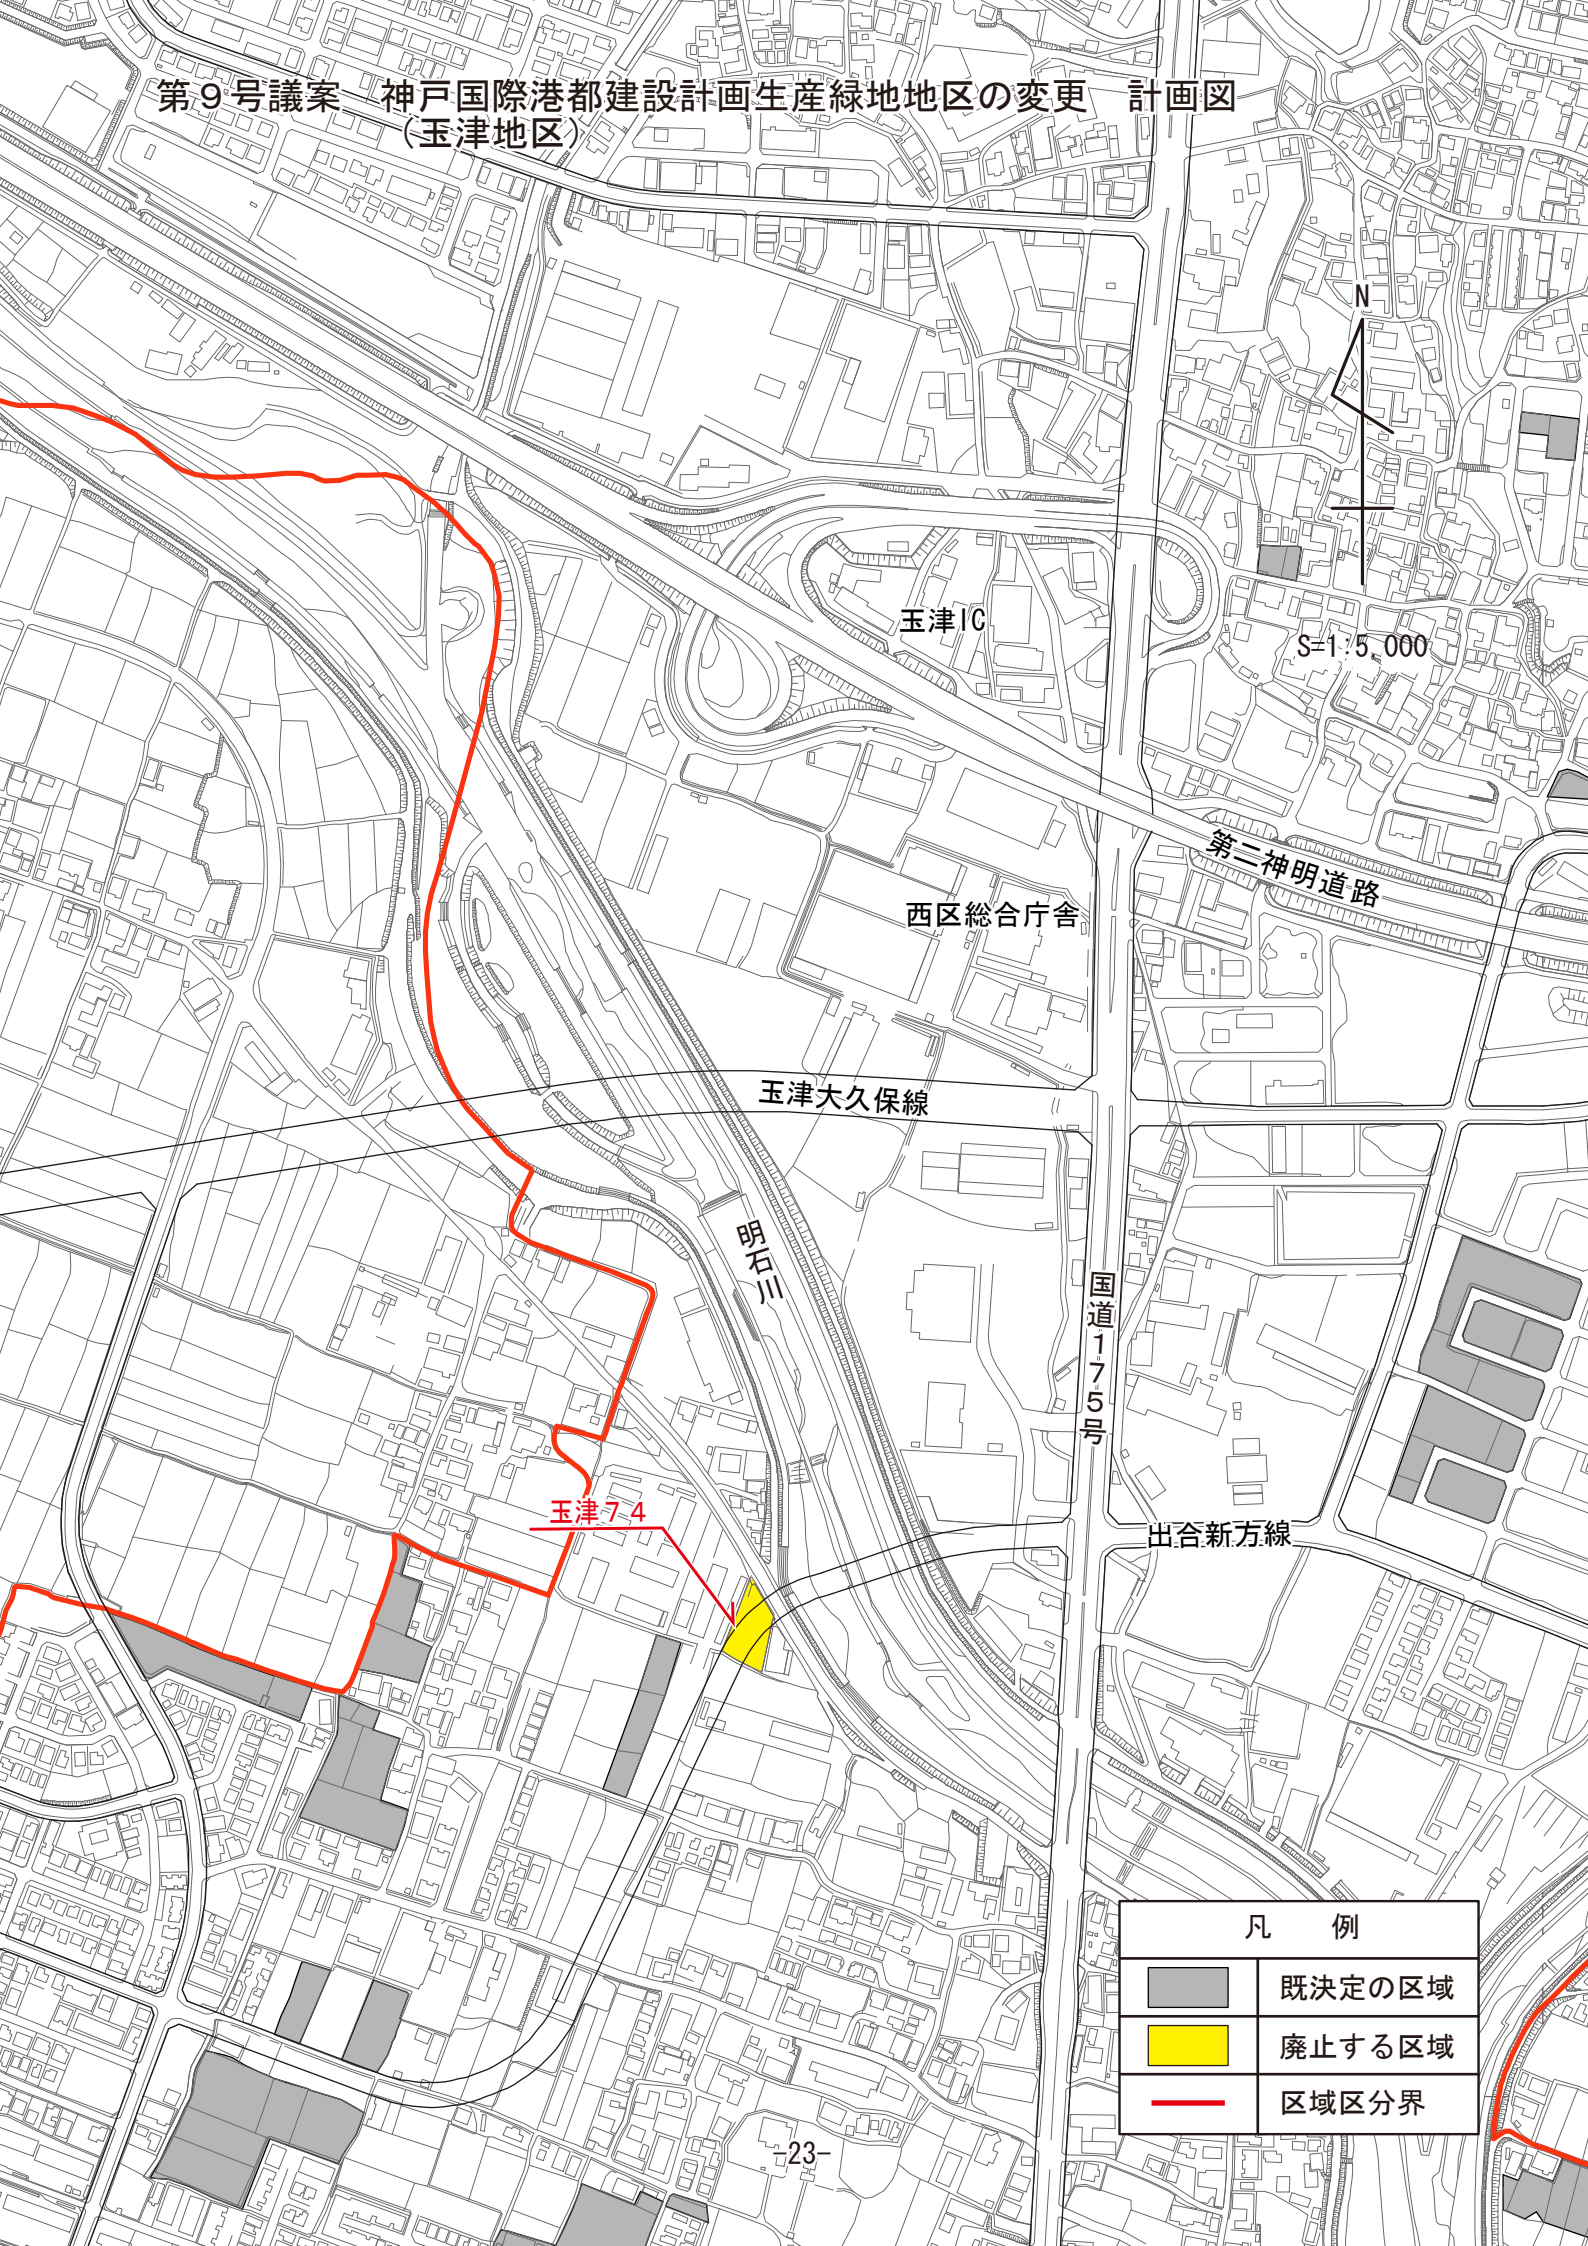 第９号議案　神戸国際港都建設計画生産緑地地区の変更　計画図
（玉津地区）
N
S=1:5,000
玉津IC
第二神明道路
西区総合庁舎
玉津大久保線
明石川
国道175号
玉津７４
出合新方線
凡　例
既決定の区域
廃止する区域
区域区分界
-23-